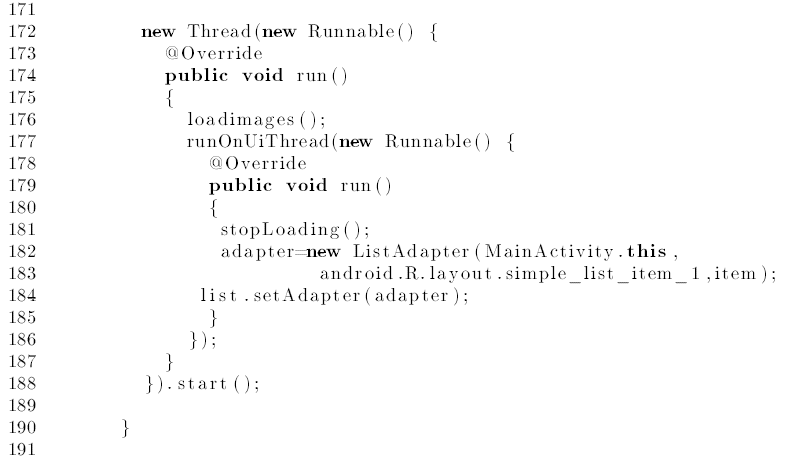 171
172 new Thread(new Runnable() {
173 @Override
174 public void run()
175 {
176 loadimages();
177 runOnUiThread(new Runnable() {
178 @Override
179 public void run()
180 {
181 stopLoading();
182 adapter=new ListAdapter(MainActivity.this,
183 android.R.layout.simple_list_item_1,item);
184 list.setAdapter(adapter);
185 }
186 });
187 }
188 }).start();
189
190 }
191